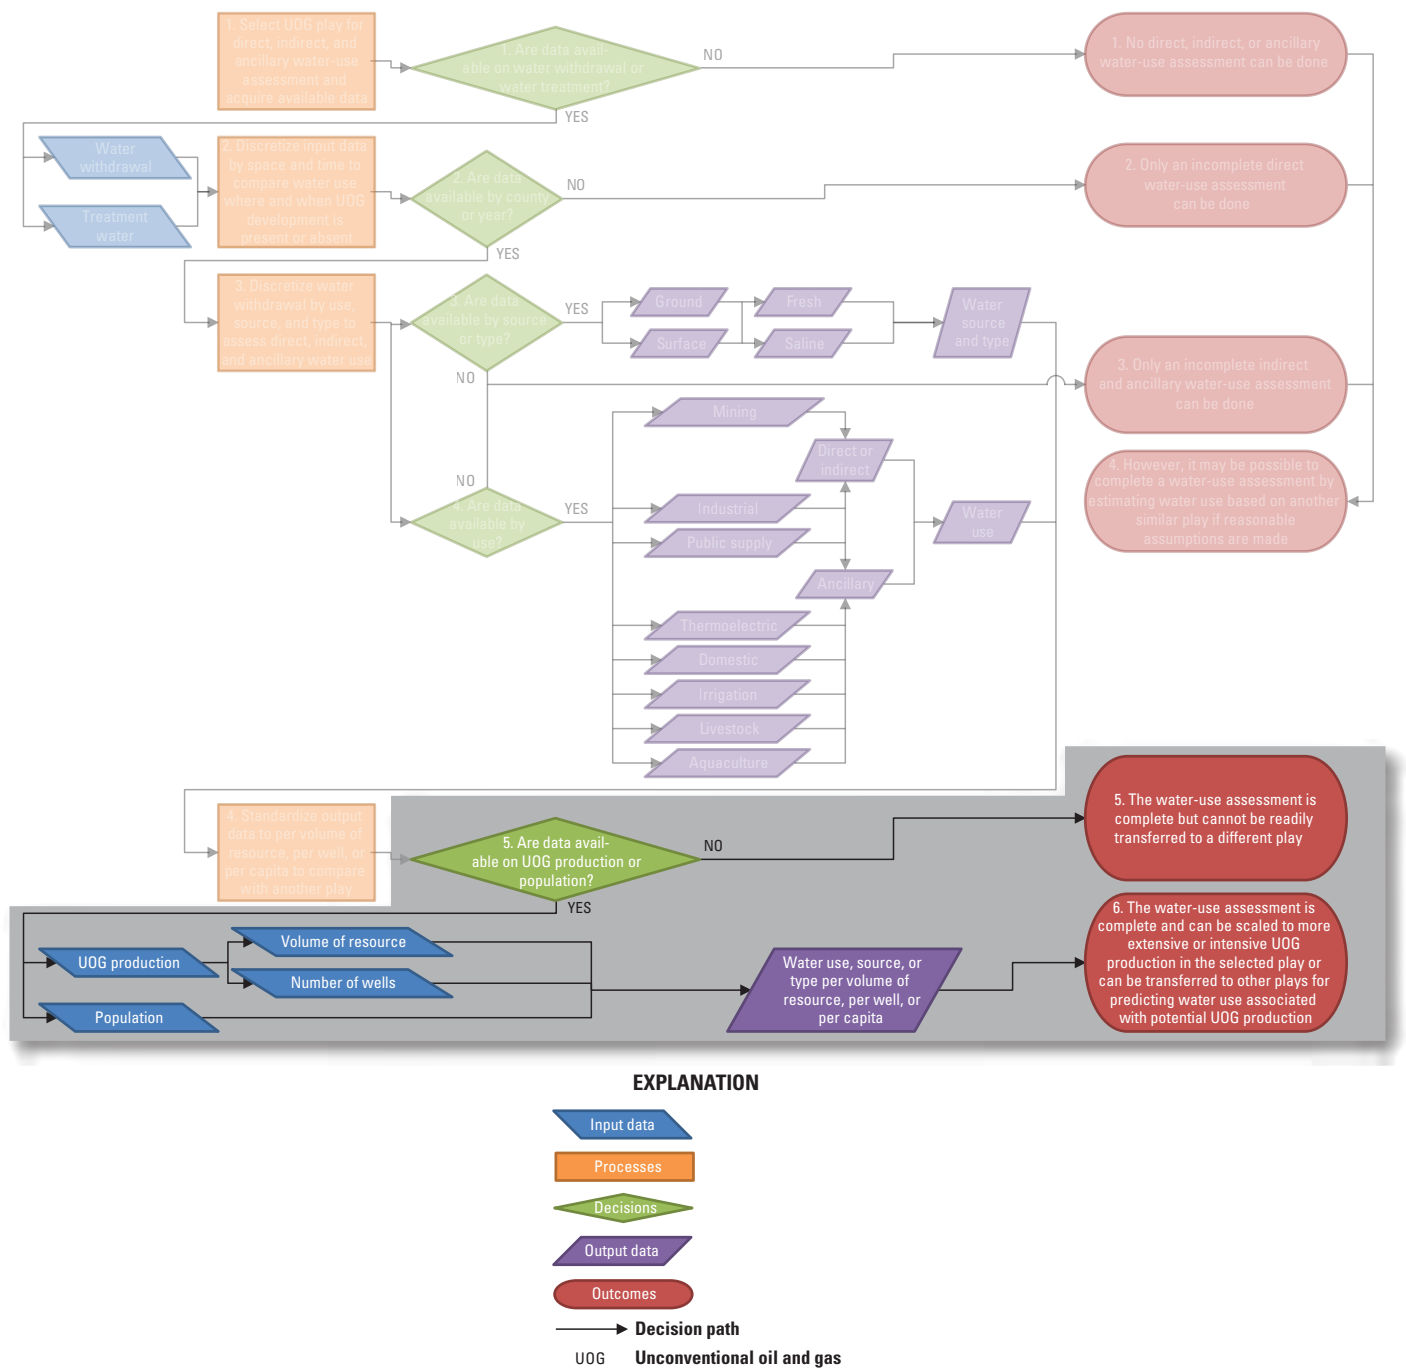 1. Select UOG play for
direct, indirect, and
ancillary water-use
assessment and
acquire available data
1. Are data avail-
able on water withdrawal or
water treatment?
NO
YES
1. No direct, indirect, or ancillary
water-use assessment can be done
Water
withdrawal
Treatment
water
2. Discretize input data
by space and time to
compare water use
where and when UOG
development is
present or absent
2. Are data
available by county
or year?
NO
YES
2. Only an incomplete direct
water-use assessment
can be done
3. Discretize water
withdrawal by use,
source, and type to
assess direct, indirect,
and ancillary water use
3. Are data
available by source
or type?
YES
NO
Ground
Surface
Fresh
Saline
Water
source
and type
3. Only an incomplete indirect
and ancillary water-use assessment
can be done
Mining
Direct or
indirect
4. However, it may be possible to
complete a water-use assessment by
estimating water use based on another
similar play if reasonable
assumptions are made
NO
4. Are data
available by
use?
YES
Industrial
Public supply
Water
use
Ancillary
Thermoelectric
Domestic
Irrigation
Livestock
Aquaculture
4. Standardize output
data to per volume of
resource, per well, or
per capita to compare
with another play
5. Are data avail-
able on UOG production or
population?
NO
YES
5. The water-use assessment is
complete but cannot be readily
transferred to a different play
UOG production
Volume of resource
Number of wells
Population
Water use, source, or
type per volume of
resource, per well, or
per capita
6. The water-use assessment is
complete and can be scaled to more
extensive or intensive UOG
production in the selected play or
can be transferred to other plays for
predicting water use associated
with potential UOG production
EXPLANATION
Input data
Processes
Decisions
Output data
Outcomes
Decision path
UOG Unconventional oil and gas